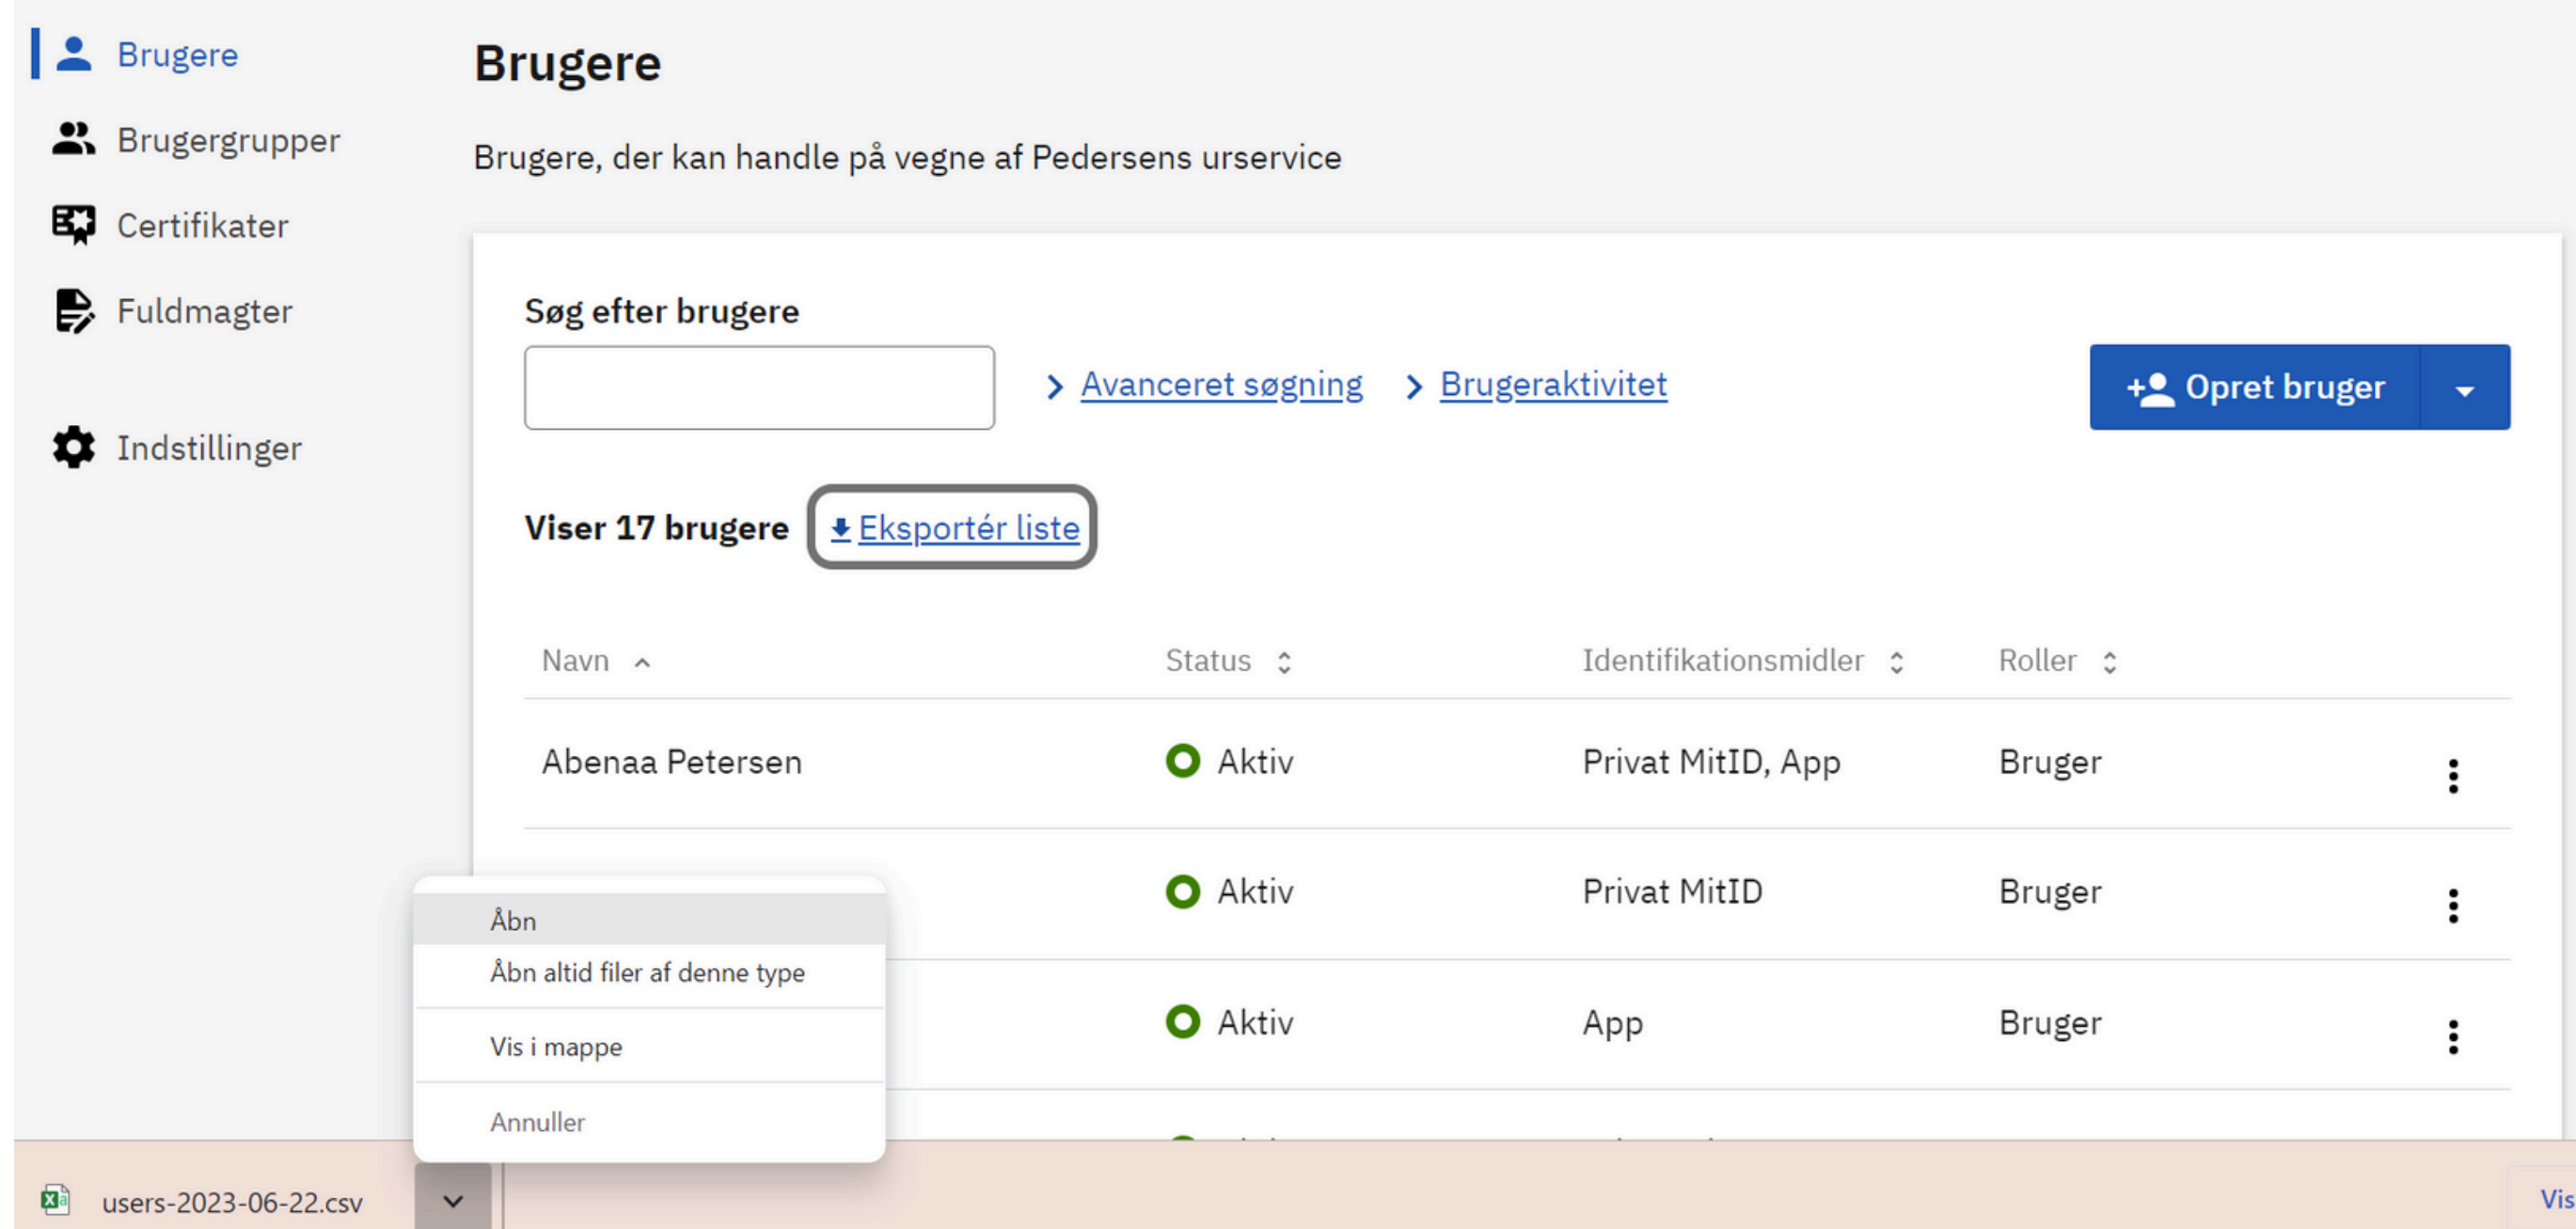 Brugere
Brugergrupper
Certifikater
Fuldmagter
Indstillinger
Brugere
Brugere, der kan handle på vegne af Pedersens urservice
Søg efter brugere
Avanceret søgning Brugeraktivitet Opret bruger
Viser 17 brugere Eksportér liste
Navn Status Identifikationsmidler Roller
Abenaa Petersen Aktiv Privat MitID, App Bruger
Aktiv Privat MitID Bruger
Aktiv App Bruger
Åbn
Åbn altid filer af denne type
Vis i mappe
Annuller
users-2023-06-22.csv
Vis